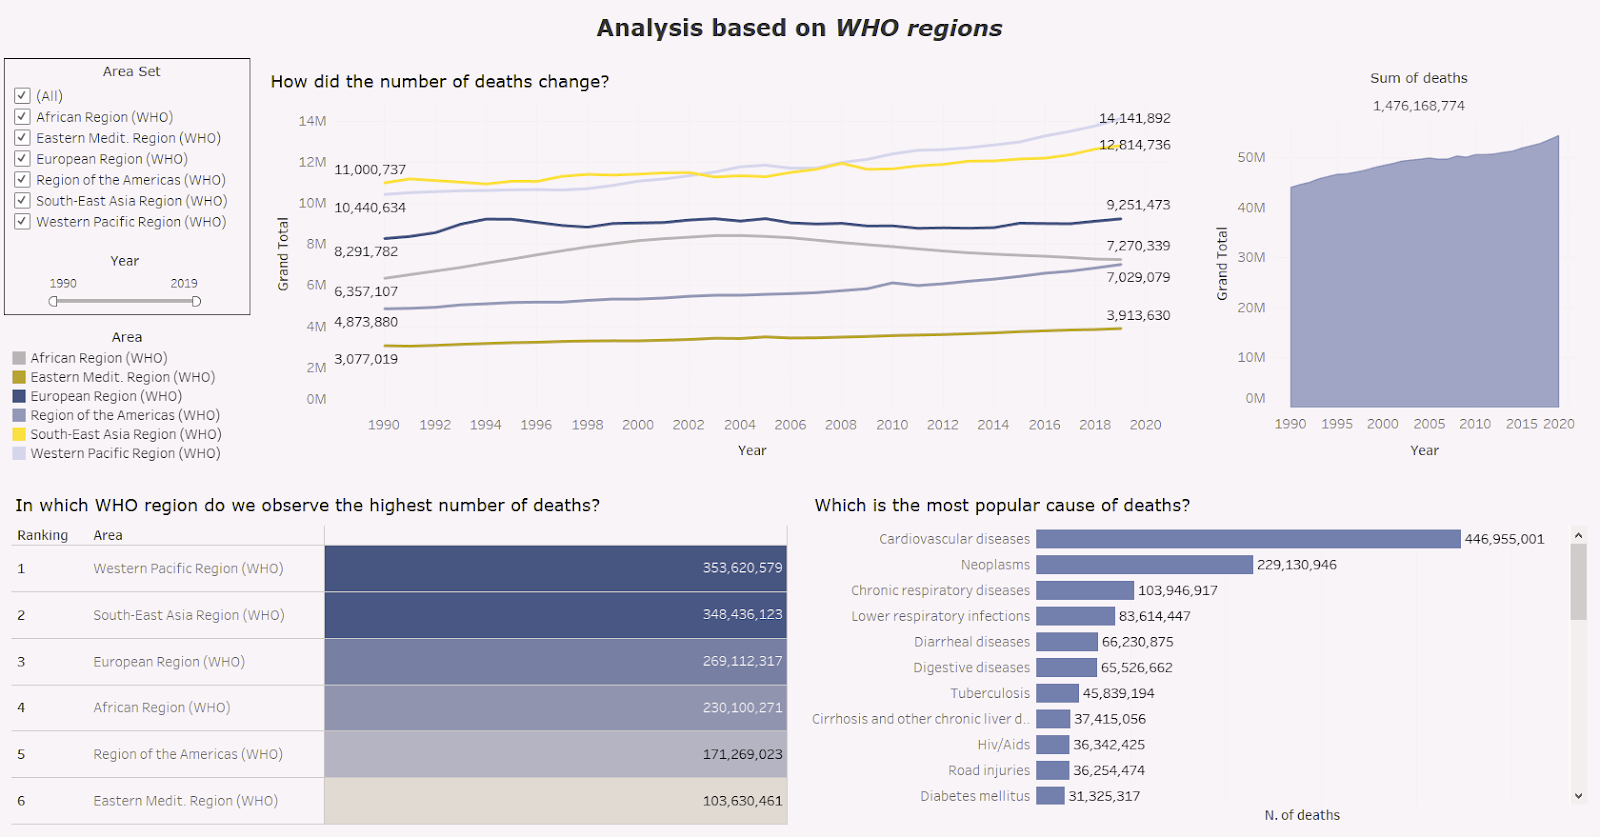 Analysis based on WHO regions
Area Set
(All)
African Region (WHO)
Eastern Medit. Region (WHO)
European Region (WHO)
Region of the Americas (WHO)
South-East Asia Region (WHO)
Western Pacific Region (WHO)
Year
1990 2019
Area
African Region (WHO)
Eastern Medit. Region (WHO)
European Region (WHO)
Region of the Americas (WHO)
South-East Asia Region (WHO)
Western Pacific Region (WHO)
How did the number of deaths change?
Grand Total
14M
12M
10M
8M
6M
4M
2M
0M
11,000,737
10,440,634
8,291,782
6,357,107
4,873,880
3,077,019
14,141,892
12,814,736
9,251,473
7,270,339
7,029,079
3,913,630
1990 1992 1994 1996 1998 2000 2002 2004 2006 2008 2010 2012 2014 2016 2018 2020
Year
Sum of deaths
1,476,168,774
Grand Total
50M
40M
30M
20M
10M
0M
1990 1995 2000 2005 2010 2015 2020
Year
In which WHO region do we observe the highest number of deaths?
Ranking Area
1 Western Pacific Region (WHO) 353,620,579
2 South-East Asia Region (WHO) 348,436,123
3 European Region (WHO) 269,112,317
4 African Region (WHO) 230,100,271
5 Region of the Americas (WHO) 171,269,023
6 Eastern Medit. Region (WHO) 103,630,461
Which is the most popular cause of deaths?
Cardiovascular diseases 446,955,001
Neoplasms 229,130,946
Chronic respiratory diseases 103,946,917
Lower respiratory infections 83,614,447
Diarrheal diseases 66,230,875
Digestive diseases 65,526,662
Tuberculosis 45,839,194
Cirrhosis and other chronic liver d.. 37,415,056
Hiv/Aids 36,342,425
Road injuries 36,254,474
Diabetes mellitus 31,325,317
N. of deaths